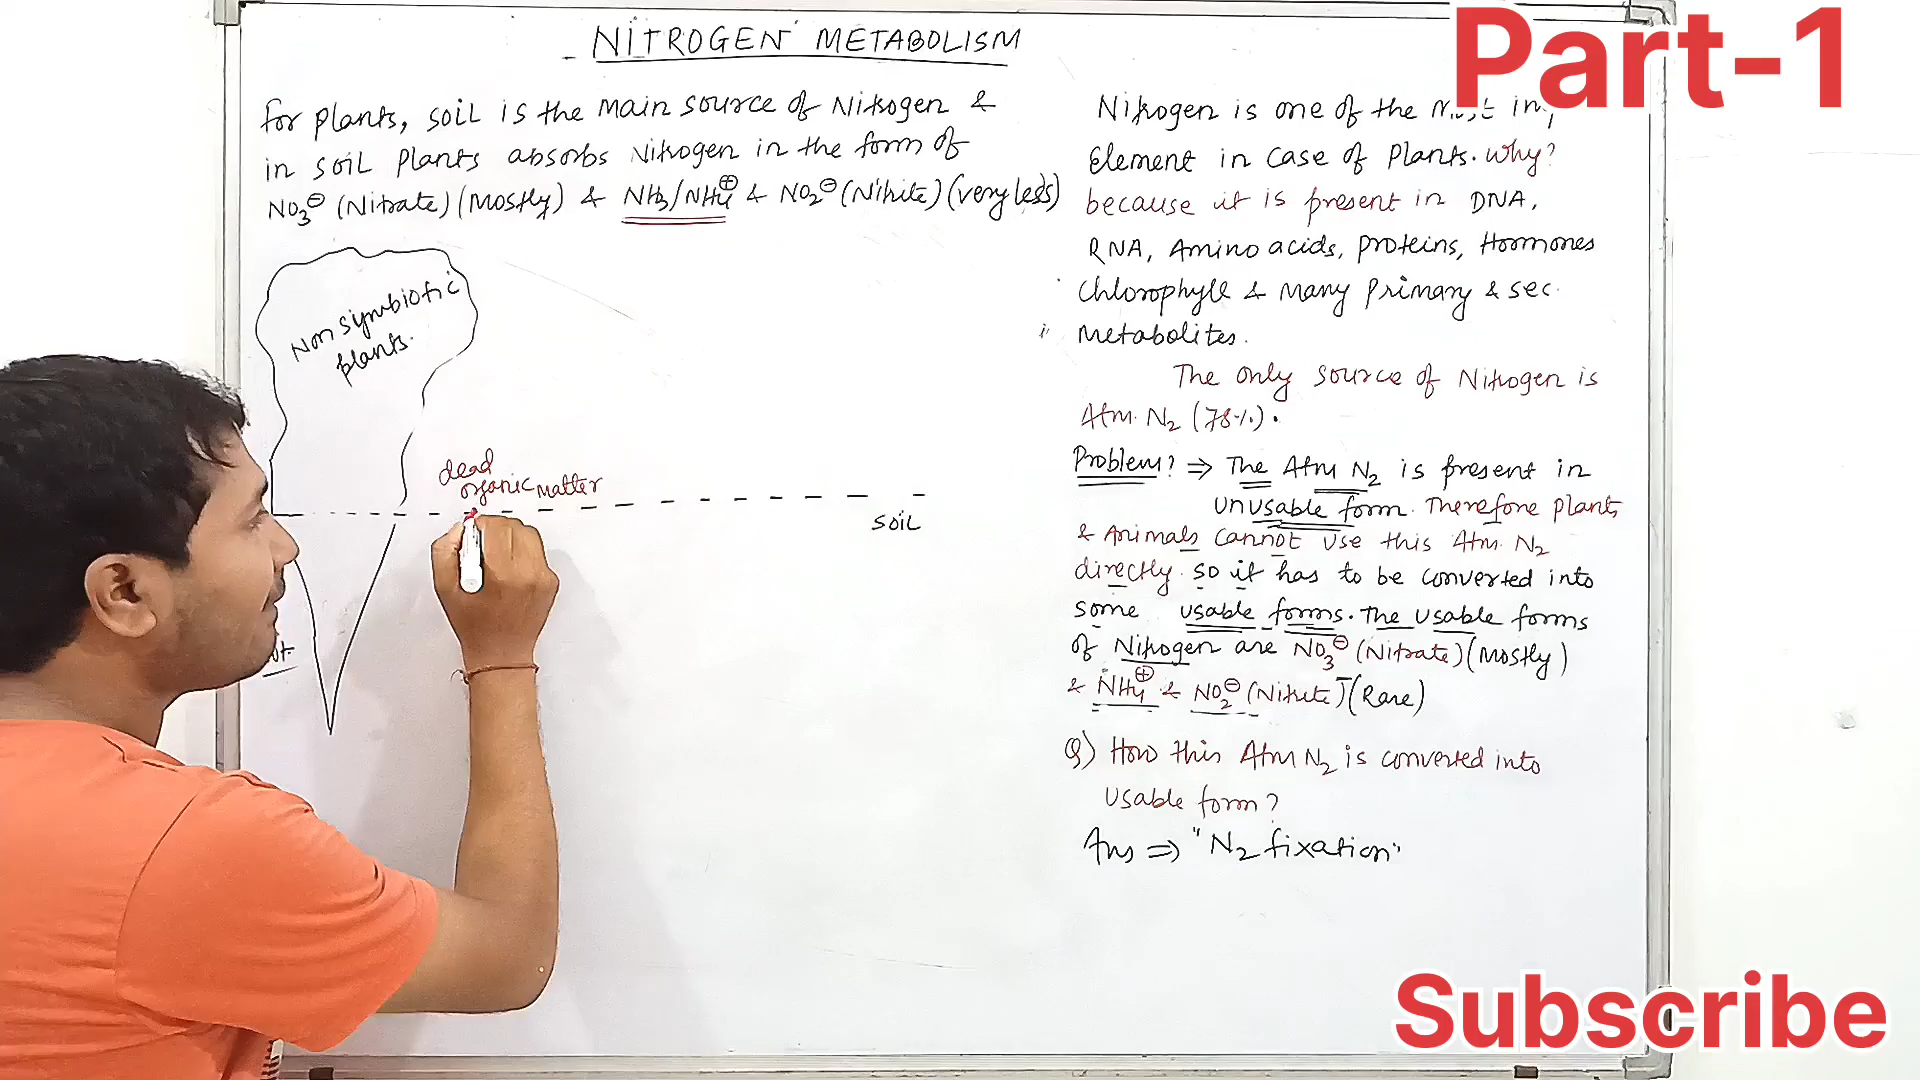 NITROGEN METABOLISM
Part-1
For plants, soil is the main source of Nitrogen &
in soil plants absorbs Nitrogen in the form of
NO₃⊖ (Nitrate) (mostly) & NH₃/NH₄⊕ & NO₂⊖ (Nitrite) (very less)
Non symbiotic
plants.
dead
organic matter
soil
Nitrogen is one of the
Element in case of plants. Why?
because it is present in DNA,
RNA, Amino acids, proteins, Hormones
Chlorophyll & many primary & sec.
Metabolites.
The only source of Nitrogen is
Atm. N₂ (78%).
Problem? ⇒ The Atm N₂ is present in
unusable form. Therefore plants
& Animals cannot use this Atm. N₂
directly. so it has to be converted into
some usable forms. The usable forms
of Nitrogen are NO₃⊖ (Nitrate) (mostly)
& NH₄⊕ & NO₂⊖ (Nitrite) (Rare)
Q) How this Atm N₂ is converted into
usable form?
Ans ⇒ "N₂ fixation"
Subscribe